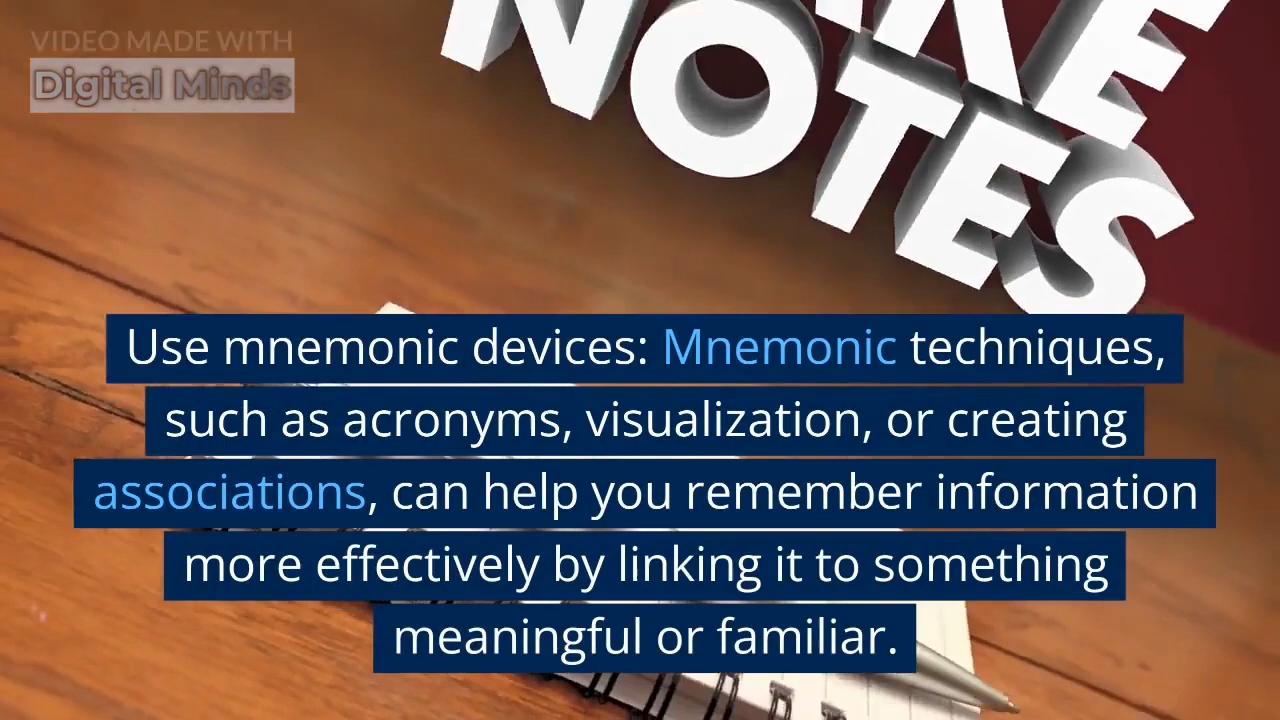 VIDEO MADE WITH
Digital Minds
NOTES
Use mnemonic devices: Mnemonic techniques,
such as acronyms, visualization, or creating
associations, can help you remember information
more effectively by linking it to something
meaningful or familiar.